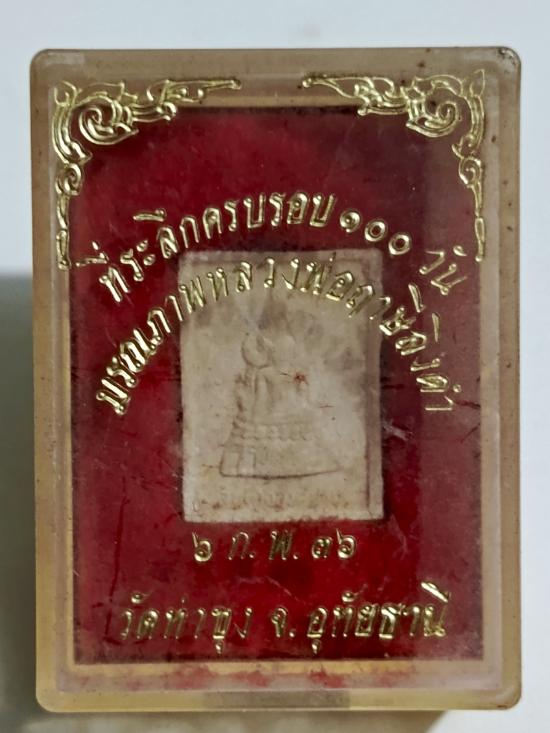 ที่ระลึกครบรอบ ๑๐๐ วัน
มรณภาพหลวงพ่อฤาษีลิงดำ
๖ ก.พ. ๓๖
วัดท่าซุง จ.อุทัยธานี